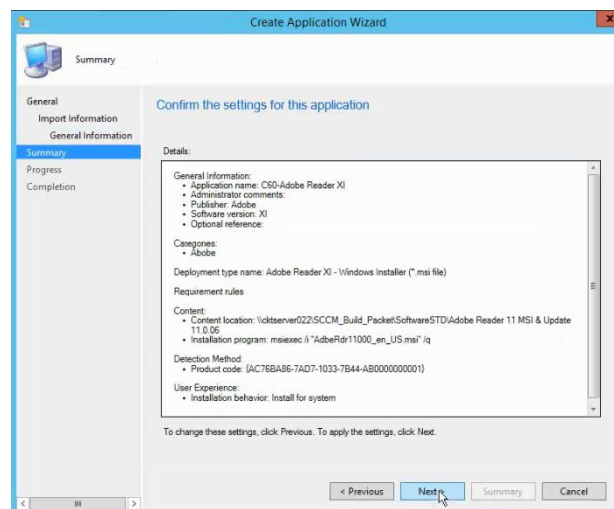 Create Application Wizard
x
Summary
General
Import Information
General Information
Summary
Progress
Completion
Confirm the settings for this application
Details:
General Information:
• Application name: C60-Adobe Reader XI
• Administrator comments:
• Publisher: Adobe
• Software version: XI
• Optional reference:
Categories:
• Abobe
Deployment type name: Adobe Reader XI - Windows Installer (*.msi file)
Requirement rules
Content:
• Content location: \\cktserver022\SCCM_Build_Packet\SoftwareSTD\Adobe Reader 11 MSI & Update
11.0.06
• Installation program: msiexec /i "AdbeRdr11000_en_US.msi" /q
Detection Method:
• Product code: {AC76BA86-7AD7-1033-7B44-AB0000000001}
User Experience:
• Installation behavior: Install for system
To change these settings, click Previous. To apply the settings, click Next.
< Previous
Next >
Summary
Cancel